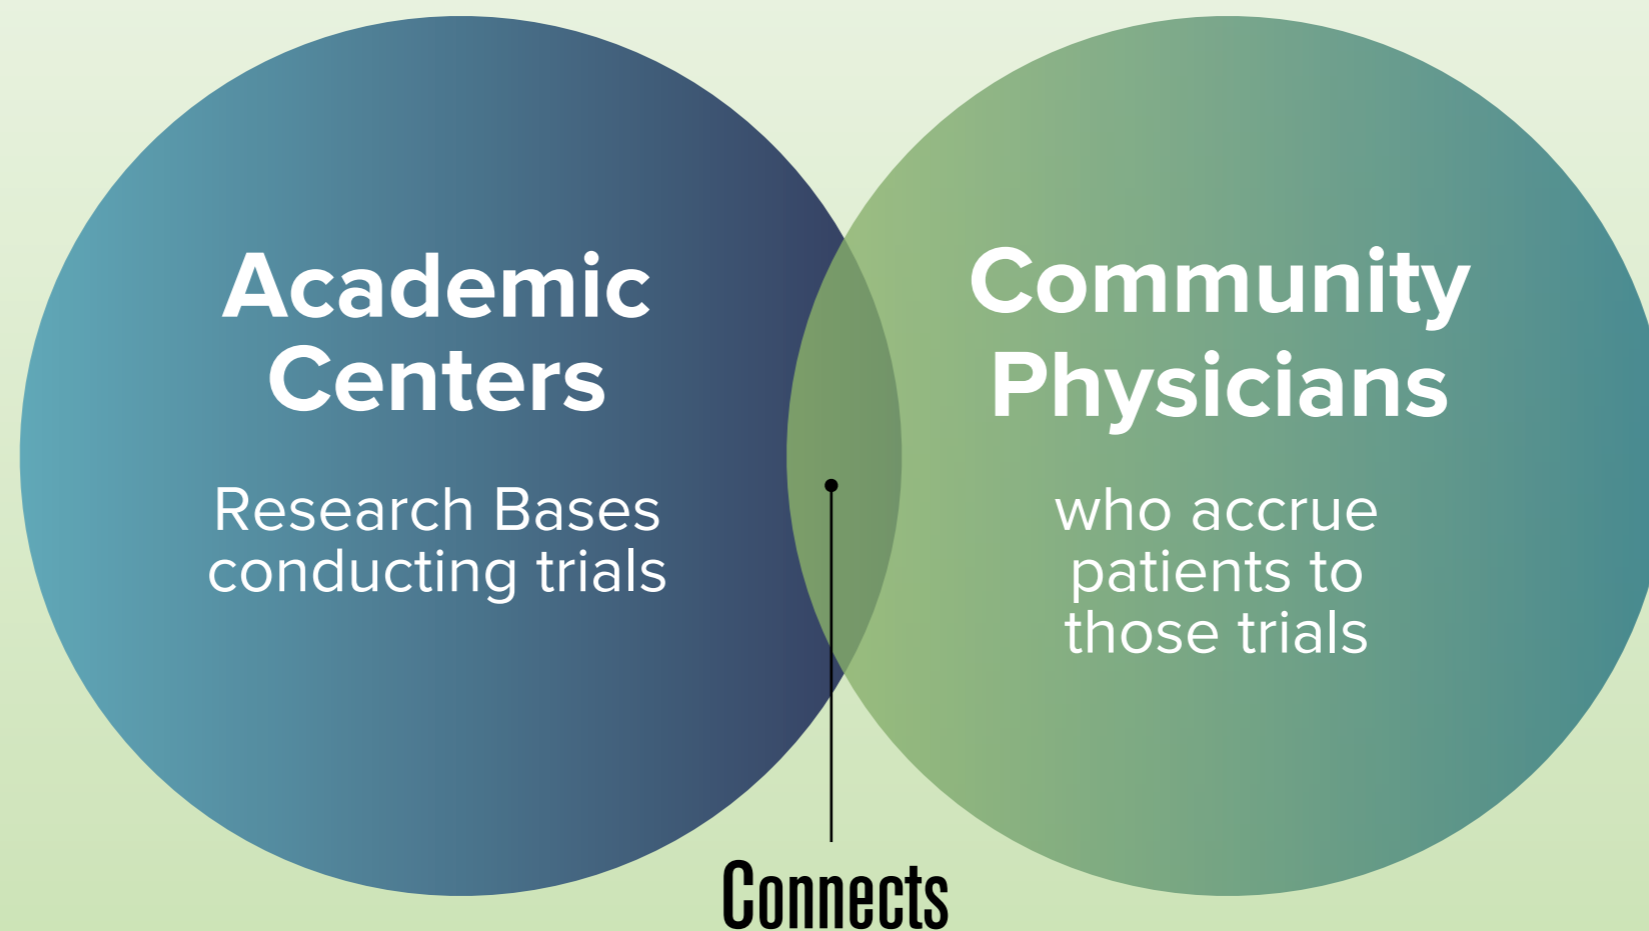 Academic
Centers
Research Bases
conducting trials
Community
Physicians
who accrue
patients to
those trials
Connects